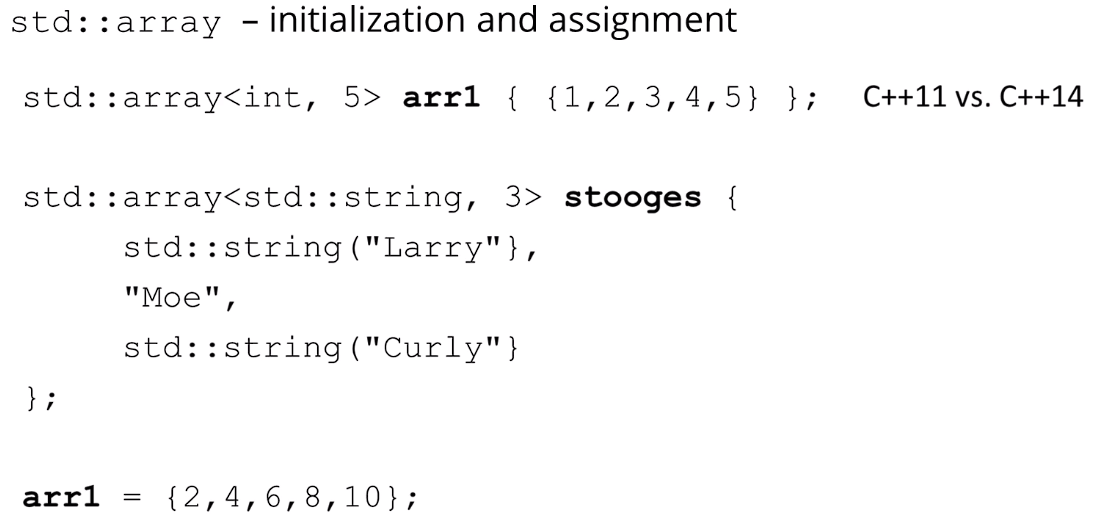 std::array – initialization and assignment
std::array<int, 5> arr1 { {1,2,3,4,5} }; C++11 vs. C++14
std::array<std::string, 3> stooges {
std::string("Larry"},
"Moe",
std::string("Curly"}
};
arr1 = {2,4,6,8,10};